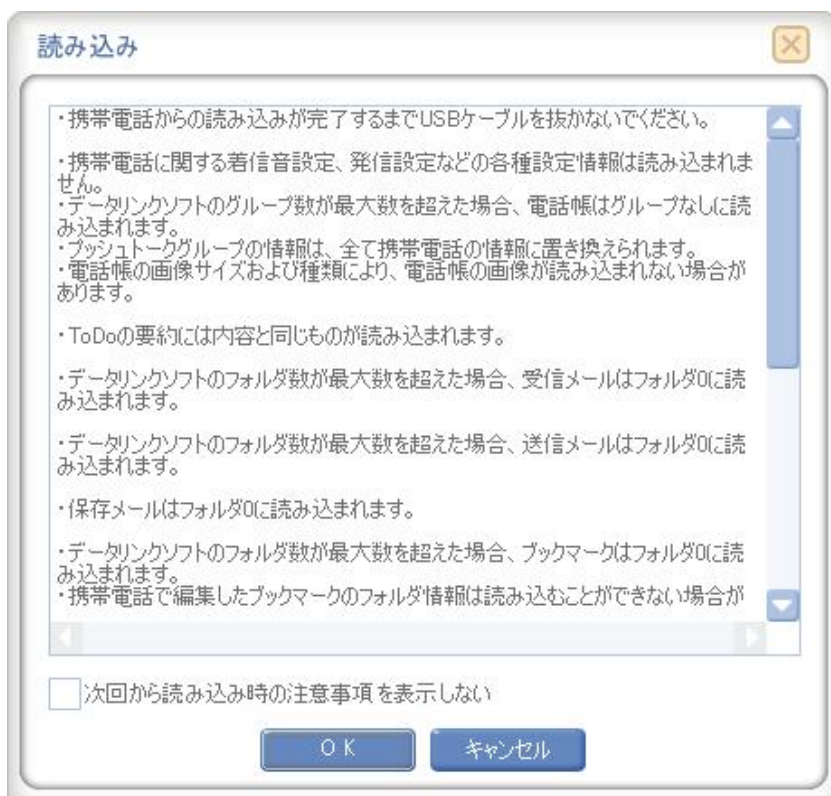 読み込み
・携帯電話からの読み込みが完了するまでUSBケーブルを抜かないでください。
・携帯電話に関する着信音設定、発信設定などの各種設定情報は読み込まれま
せん。
・データリンクソフトのグループ数が最大数を超えた場合、電話帳はグループなしに読
み込まれます。
・プッシュトークグループの情報は、全て携帯電話の情報に置き換えられます。
・電話帳の画像サイズおよび種類により、電話帳の画像が読み込まれない場合が
あります。
・ToDoの要約には内容と同じものが読み込まれます。
・データリンクソフトのフォルダ数が最大数を超えた場合、受信メールはフォルダ0に読
み込まれます。
・データリンクソフトのフォルダ数が最大数を超えた場合、送信メールはフォルダ0に読
み込まれます。
・保存メールはフォルダ0に読み込まれます。
・データリンクソフトのフォルダ数が最大数を超えた場合、ブックマークはフォルダ0に読
み込まれます。
・携帯電話で編集したブックマークのフォルダ情報は読み込むことができない場合が
次回から読み込み時の注意事項を表示しない
OK
キャンセル